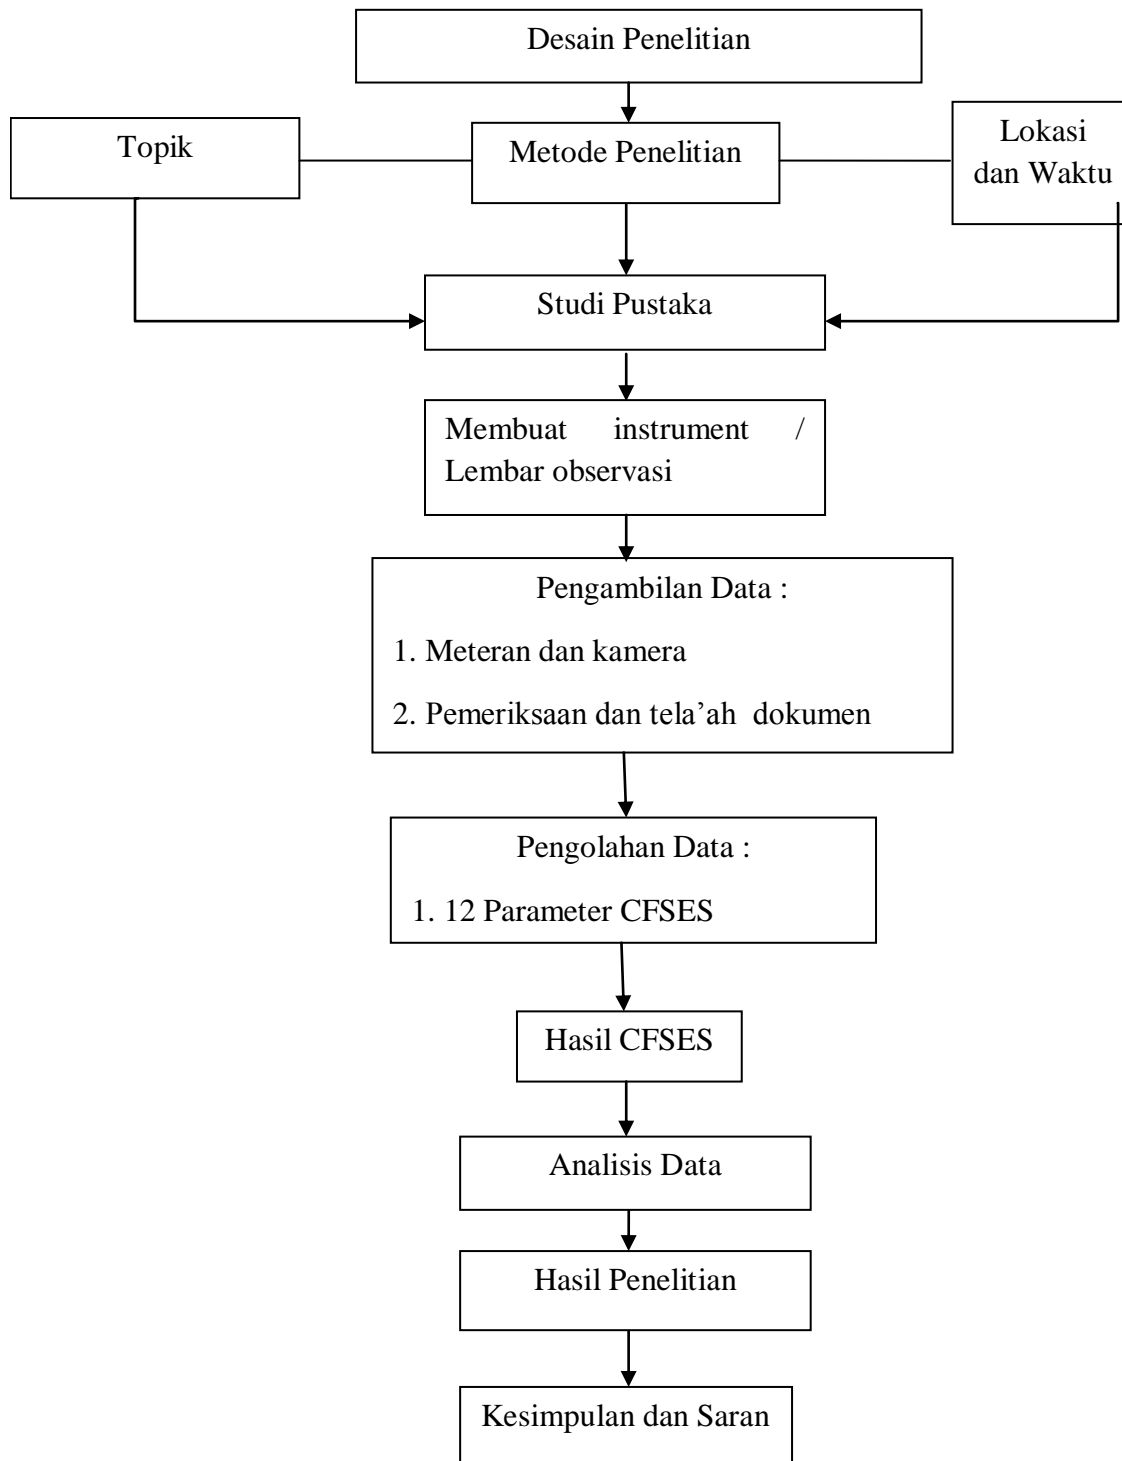 Desain Penelitian
Topik
Metode Penelitian
Lokasi
dan Waktu
Studi Pustaka
Membuat instrument /
Lembar observasi
Pengambilan Data :
1. Meteran dan kamera
2. Pemeriksaan dan tela’ah dokumen
Pengolahan Data :
1. 12 Parameter CFSES
Hasil CFSES
Analisis Data
Hasil Penelitian
Kesimpulan dan Saran